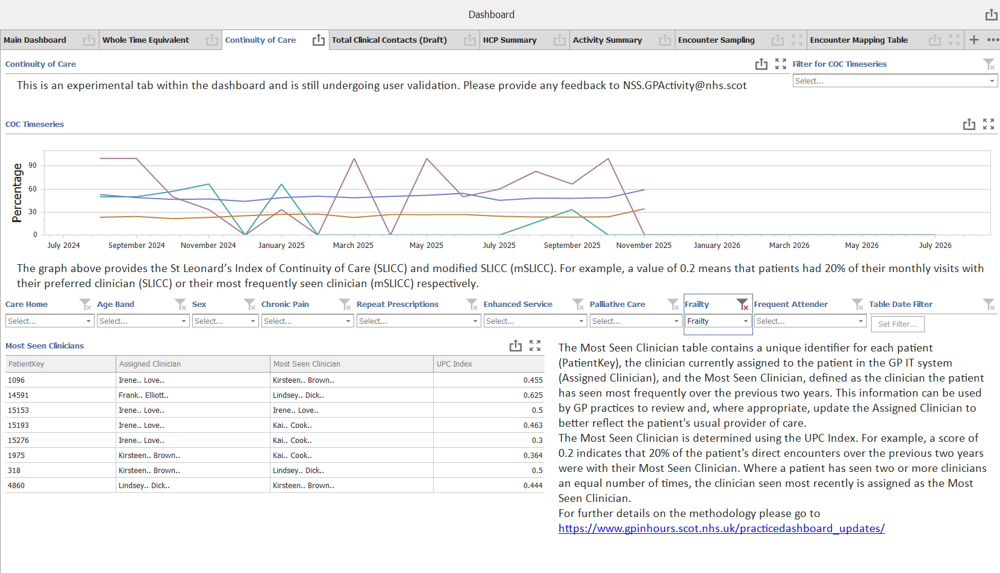 Dashboard
Main Dashboard Whole Time Equivalent Continuity of Care Total Clinical Contacts (Draft) HCP Summary Activity Summary Encounter Sampling Encounter Mapping Table
Continuity of Care
Filter for COC Timeseries
Select...
This is an experimental tab within the dashboard and is still undergoing user validation. Please provide any feedback to NSS.GPActivity@nhs.scot
COC Timeseries
Percentage
90
60
30
0
July 2024 September 2024 November 2024 January 2025 March 2025 May 2025 July 2025 September 2025 November 2025 January 2026 March 2026 May 2026 July 2026
The graph above provides the St Leonard’s Index of Continuity of Care (SLICC) and modified SLICC (mSLICC). For example, a value of 0.2 means that patients had 20% of their monthly visits with
their preferred clinician (SLICC) or their most frequently seen clinician (mSLICC) respectively.
Care Home Age Band Sex Chronic Pain Repeat Prescriptions Enhanced Service Palliative Care Frailty Frequent Attender Table Date Filter
Select... Select... Select... Select... Select... Select... Select... Frailty Select... Set Filter...
Most Seen Clinicians
PatientKey Assigned Clinician Most Seen Clinician UPC Index
1096 Irene.. Love.. Kirsteen.. Brown.. 0.455
14591 Frank.. Elliott.. Lindsey.. Dick.. 0.625
15153 Irene.. Love.. Irene.. Love.. 0.5
15193 Irene.. Love.. Kai.. Cook.. 0.463
15276 Irene.. Love.. Kai.. Cook.. 0.3
1975 Kirsteen.. Brown.. Kai.. Cook.. 0.364
318 Kirsteen.. Brown.. Lindsey.. Dick.. 0.5
4860 Lindsey.. Dick.. Kirsteen.. Brown.. 0.444
The Most Seen Clinician table contains a unique identifier for each patient
(PatientKey), the clinician currently assigned to the patient in the GP IT system
(Assigned Clinician), and the Most Seen Clinician, defined as the clinician the patient
has seen most frequently over the previous two years. This information can be used
by GP practices to review and, where appropriate, update the Assigned Clinician to
better reflect the patient's usual provider of care.
The Most Seen Clinician is determined using the UPC Index. For example, a score of
0.2 indicates that 20% of the patient's direct encounters over the previous two years
were with their Most Seen Clinician. Where a patient has seen two or more clinicians
an equal number of times, the clinician seen most recently is assigned as the Most
Seen Clinician.
For further details on the methodology please go to
https://www.gpinhours.scot.nhs.uk/practicedashboard_updates/